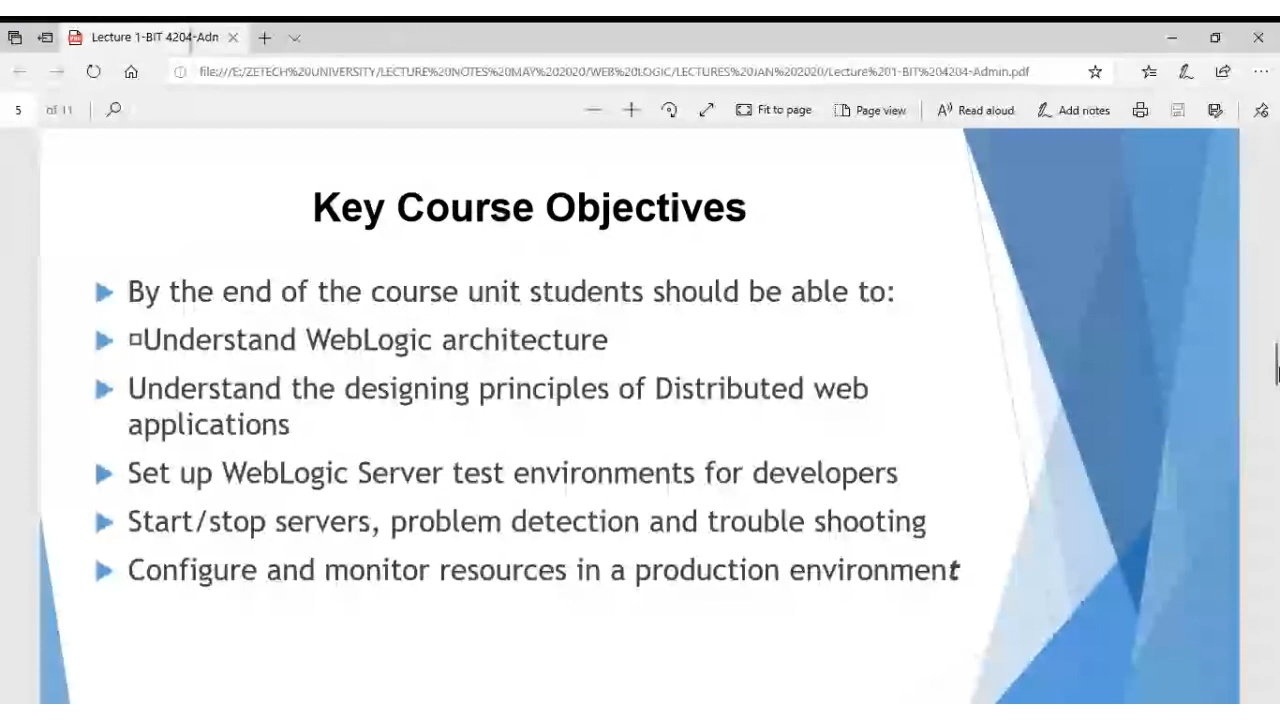 Lecture 1-BIT 4204-Adn
file:///E:/ZETECH%20UNIVERSITY/LECTURE%20NOTES%20MAY%202020/WEB%20LOGIC/LECTURES%20JAN%202020/Lecture%201-BIT%204204-Admin.pdf
5 of 11 Fit to page Page view Read aloud Add notes
Key Course Objectives
By the end of the course unit students should be able to:
Understand WebLogic architecture
Understand the designing principles of Distributed web
applications
Set up WebLogic Server test environments for developers
Start/stop servers, problem detection and trouble shooting
Configure and monitor resources in a production environment